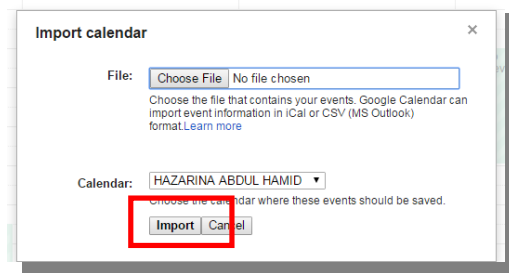 Import calendar ×
File: Choose File No file chosen
Choose the file that contains your events. Google Calendar can
import event information in iCal or CSV (MS Outlook)
format.Learn more
Calendar: HAZARINA ABDUL HAMID ▼
Choose the calendar where these events should be saved.
Import Cancel